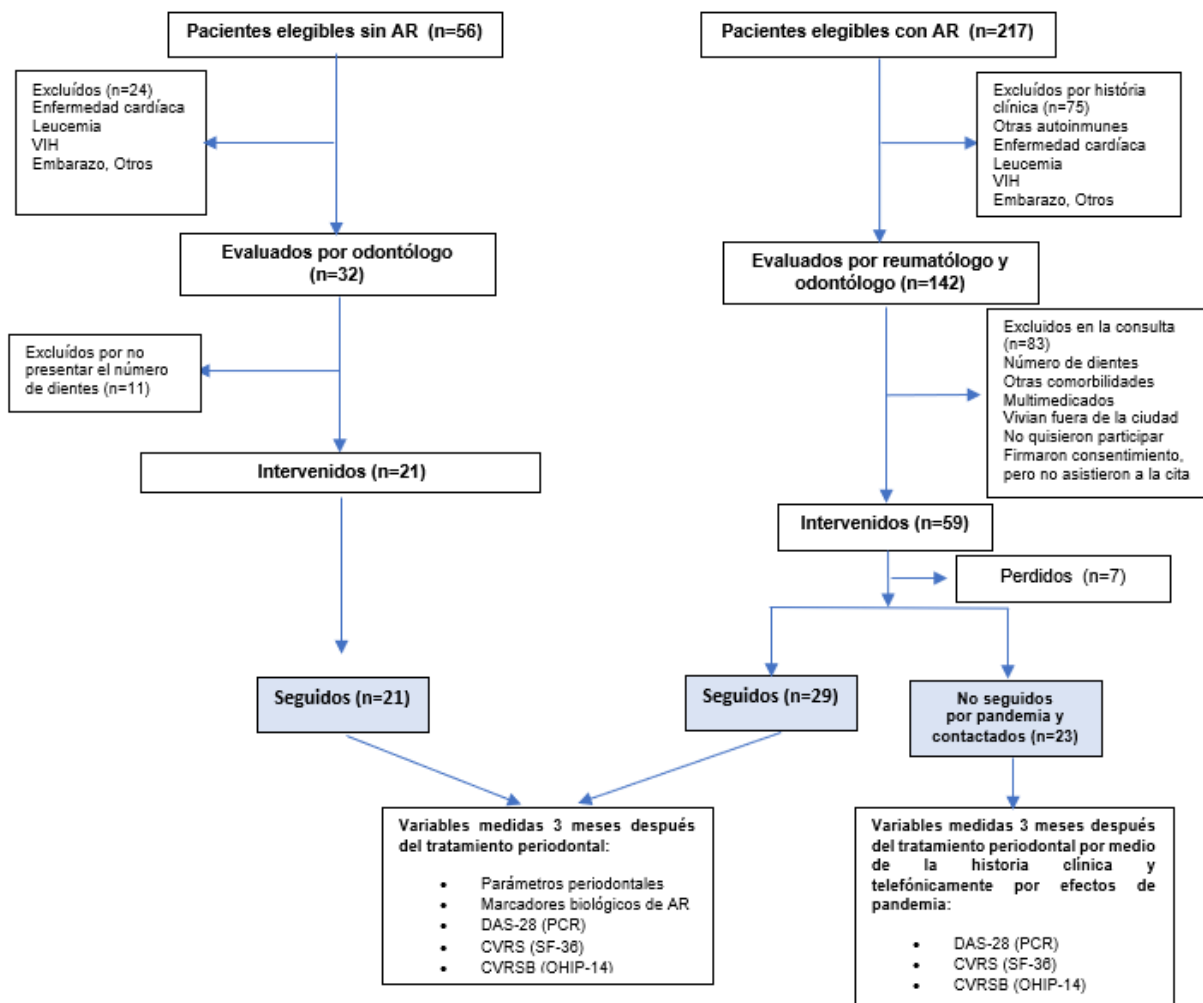 Pacientes elegibles sin AR (n=56)
Pacientes elegibles con AR (n=217)
Excluídos (n=24)
Enfermedad cardíaca
Leucemia
VIH
Embarazo, Otros
Excluídos por história
clínica (n=75)
Otras autoinmunes
Enfermedad cardíaca
Leucemia
VIH
Embarazo, Otros
Evaluados por odontólogo
(n=32)
Evaluados por reumatólogo y
odontólogo (n=142)
Excluídos por no
presentar el número
de dientes (n=11)
Excluidos en la consulta
(n=83)
Número de dientes
Otras comorbilidades
Multimedicados
Vivian fuera de la ciudad
No quisieron participar
Firmaron consentimiento,
pero no asistieron a la cita
Intervenidos (n=21)
Intervenidos (n=59)
Perdidos (n=7)
Seguidos (n=21)
Seguidos (n=29)
No seguidos
por pandemia y
contactados (n=23)
Variables medidas 3 meses después
del tratamiento periodontal:
• Parámetros periodontales
• Marcadores biológicos de AR
• DAS-28 (PCR)
• CVRS (SF-36)
• CVRSB (OHIP-14)
Variables medidas 3 meses después
del tratamiento periodontal por medio
de la historia clínica y
telefónicamente por efectos de
pandemia:
• DAS-28 (PCR)
• CVRS (SF-36)
• CVRSB (OHIP-14)